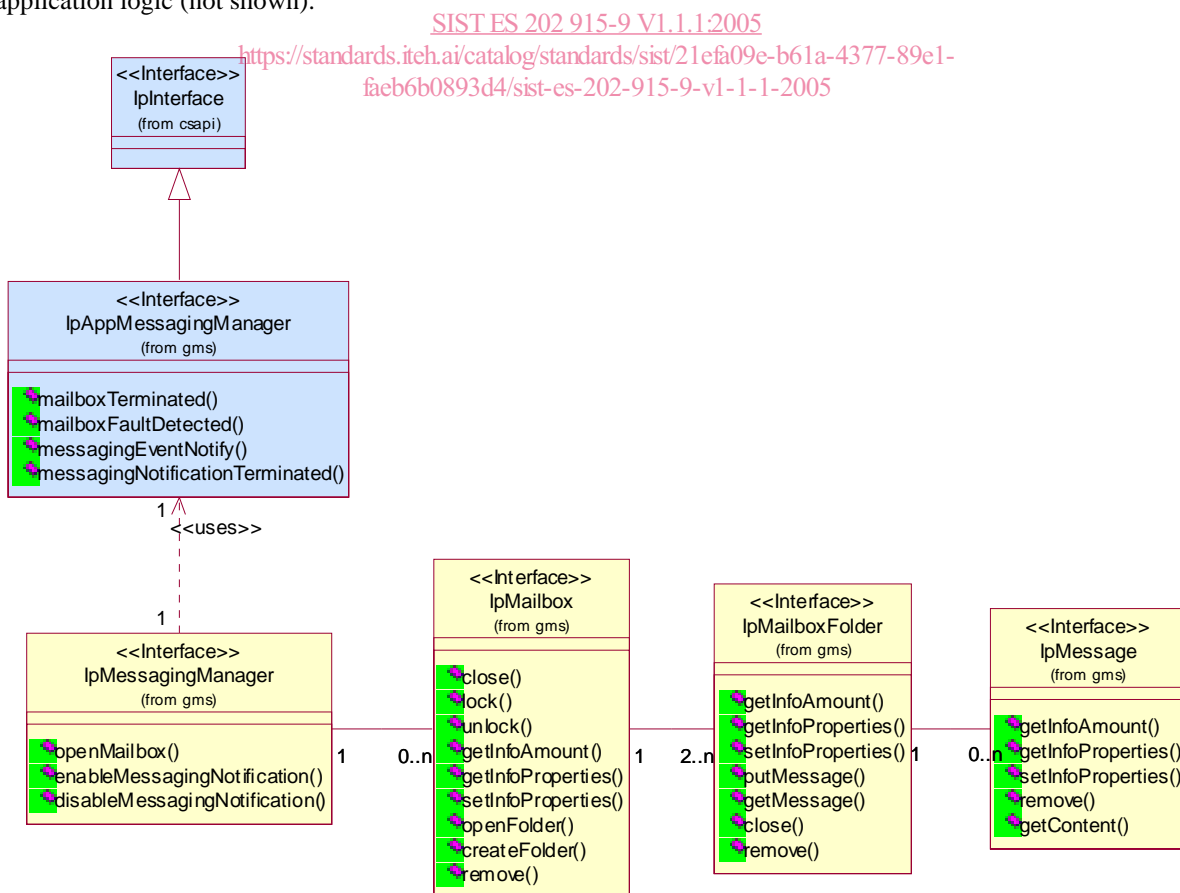 application logic (not shown).
SIST ES 202 915-9 V1.1.1:2005
https://standards.iteh.ai/catalog/standards/sist/21efa09e-b61a-4377-89e1-
faeb6b0893d4/sist-es-202-915-9-v1-1-1-2005
<<Interface>>
IpInterface
(from csapi)
<<Interface>>
IpAppMessagingManager
(from gms)
mailboxTerminated()
mailboxFaultDetected()
messagingEventNotify()
messagingNotificationTerminated()
1
<<uses>>
1
<<Interface>>
IpMessagingManager
(from gms)
openMailbox()
enableMessagingNotification()
disableMessagingNotification()
1
0..n
<<Interface>>
IpMailbox
(from gms)
close()
lock()
unlock()
getInfoAmount()
getInfoProperties()
setInfoProperties()
openFolder()
createFolder()
remove()
1
2..n
<<Interface>>
IpMailboxFolder
(from gms)
getInfoAmount()
getInfoProperties()
setInfoProperties()
putMessage()
getMessage()
close()
remove()
1
0..n
<<Interface>>
IpMessage
(from gms)
getInfoAmount()
getInfoProperties()
setInfoProperties()
remove()
getContent()